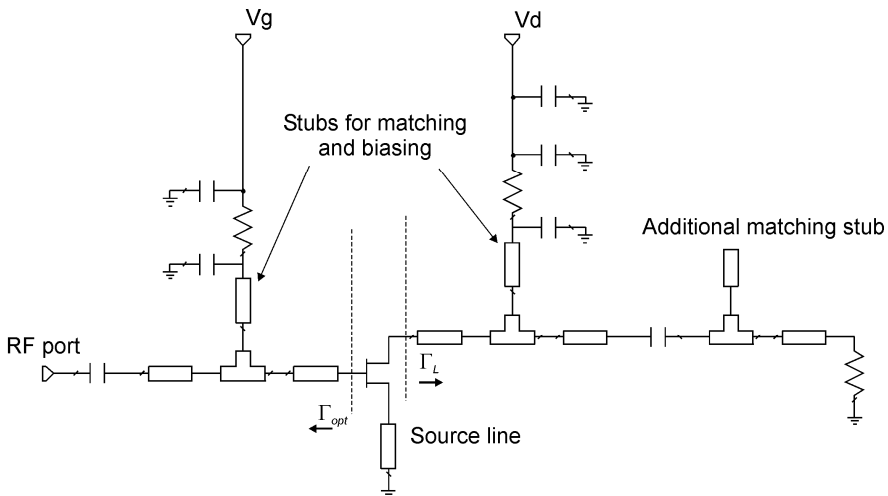 Vg
Vd
Stubs for matching
and biasing
Additional matching stub
RF port
ΓL
Γopt
Source line